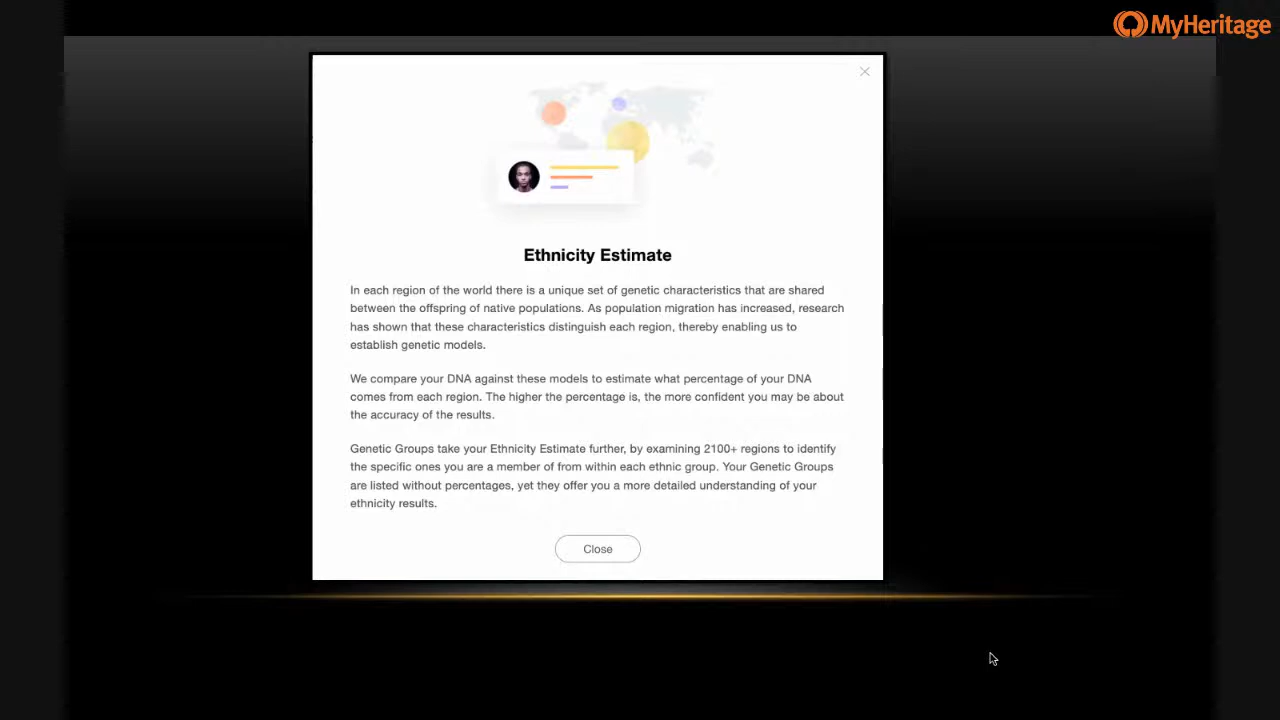 MyHeritage
Ethnicity Estimate
In each region of the world there is a unique set of genetic characteristics that are shared
between the offspring of native populations. As population migration has increased, research
has shown that these characteristics distinguish each region, thereby enabling us to
establish genetic models.
We compare your DNA against these models to estimate what percentage of your DNA
comes from each region. The higher the percentage is, the more confident you may be about
the accuracy of the results.
Genetic Groups take your Ethnicity Estimate further, by examining 2100+ regions to identify
the specific ones you are a member of from within each ethnic group. Your Genetic Groups
are listed without percentages, yet they offer you a more detailed understanding of your
ethnicity results.
Close